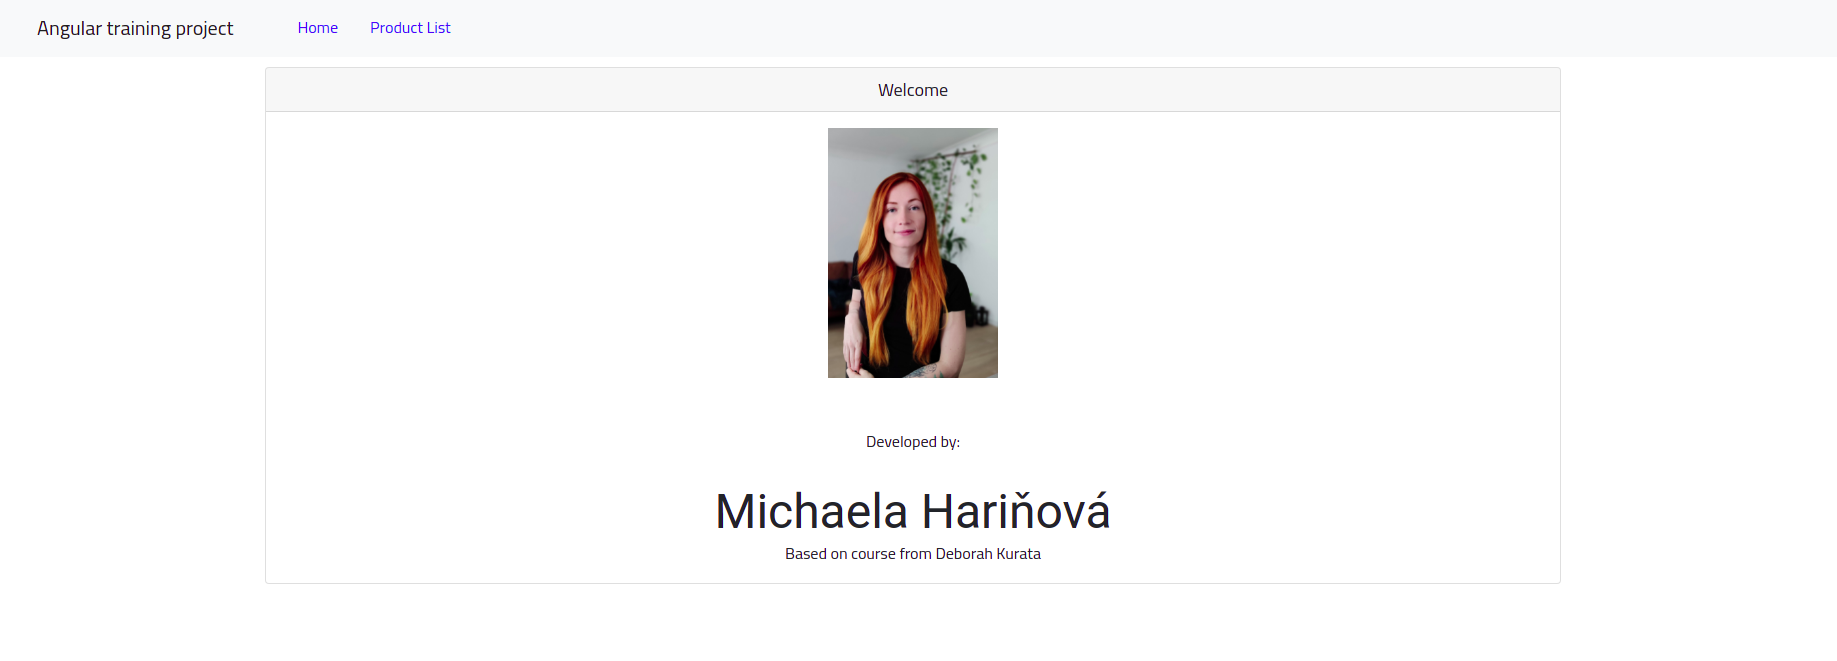 Angular training project Home Product List
Welcome
Developed by:
Michaela Hariňová
Based on course from Deborah Kurata